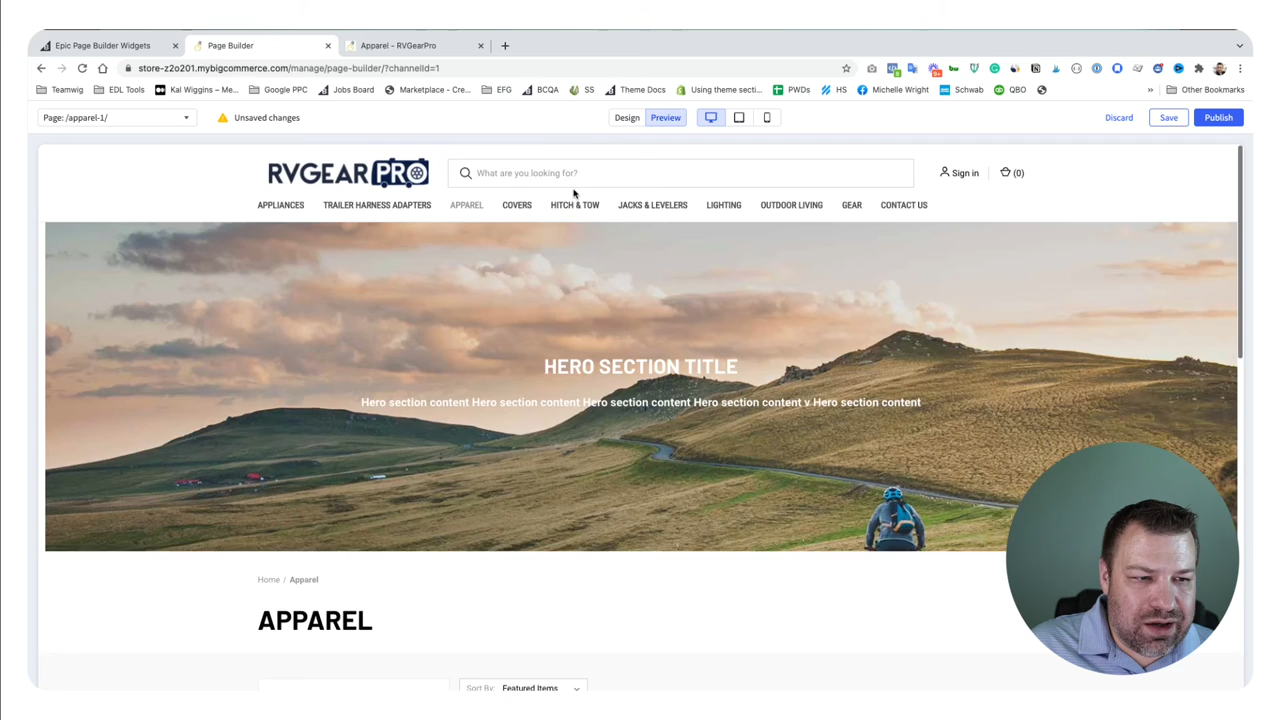 Epic Page Builder Widgets
Page Builder
Apparel - RVGearPro
store-z2o201.mybigcommerce.com/manage/page-builder/?channelId=1
Teamwig EDL Tools Kal Wiggins – Me... Google PPC Jobs Board Marketplace - Cre... EFG BCQA SS Theme Docs Using theme secti... PWDs HS Michelle Wright Schwab QBO » Other Bookmarks
Page: /apparel-1/ Unsaved changes Design Preview Discard Save Publish
RVGEARPRO What are you looking for? Sign in (0)
APPLIANCES TRAILER HARNESS ADAPTERS APPAREL COVERS HITCH & TOW JACKS & LEVELERS LIGHTING OUTDOOR LIVING GEAR CONTACT US
HERO SECTION TITLE
Hero section content Hero section content Hero section content Hero section content v Hero section content
Home / Apparel
APPAREL
Sort By: Featured Items